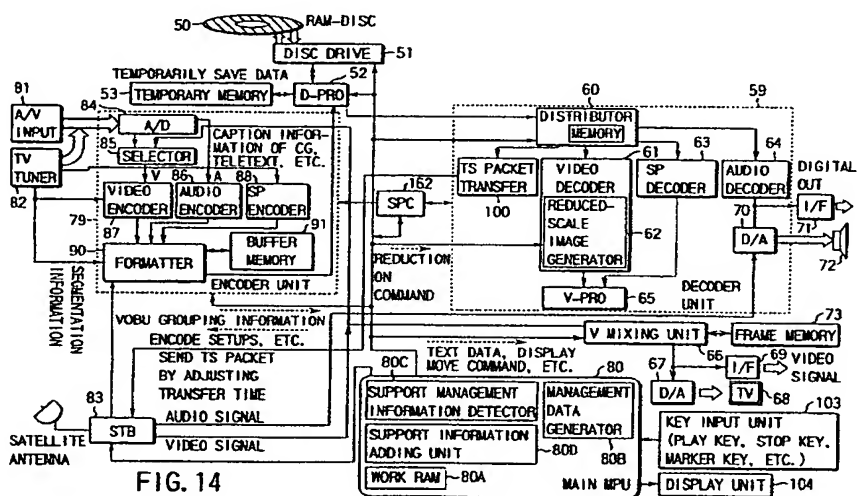 50
RAM-DISC
DISC DRIVE
51
TEMPORARILY SAVE DATA
52
53
TEMPORARY MEMORY
D-PRO
81
A/V
INPUT
84
A/D
85
SELECTOR
CAPTION INFOR-
MATION OF CG,
TELETEXT, ETC.
TV
TUNER
82
V
86
A
88
VIDEO
ENCODER
AUDIO
ENCODER
SP
ENCODER
79
87
91
90
FORMATTER
BUFFER
MEMORY
ENCODER UNIT
SEGMENTATION
INFORMATION
60
59
DISTRIBUTOR
MEMORY
61
63
64
TS PACKET
TRANSFER
100
VIDEO
DECODER
SP DECODER
AUDIO
DECODER
DIGITAL
OUT
REDUCED-
SCALE
IMAGE
GENERATOR
62
70
I/F
71
D/A
72
162
SPC
REDUCTION
ON
COMMAND
V-PRO
65
DECODER
UNIT
73
VOBU GROUPING INFORMATION
V MIXING UNIT
FRAME MEMORY
66
ENCODE SETUPS, ETC.
SEND TS PACKET
BY ADJUSTING
TRANSFER TIME
TEXT DATA, DISPLAY
MOVE COMMAND, ETC.
67
69
I/F
VIDEO
SIGNAL
D/A
TV
68
80C
80
SUPPORT MANAGEMENT
INFORMATION DETECTOR
MANAGEMENT
DATA
GENERATOR
80B
SUPPORT INFORMATION
ADDING UNIT
80D
WORK RAM
80A
MAIN MPU
103
KEY INPUT UNIT
(PLAY KEY, STOP KEY,
MARKER KEY, ETC.)
DISPLAY UNIT
104
83
STB
AUDIO SIGNAL
VIDEO SIGNAL
SATELLITE
ANTENNA
FIG. 14